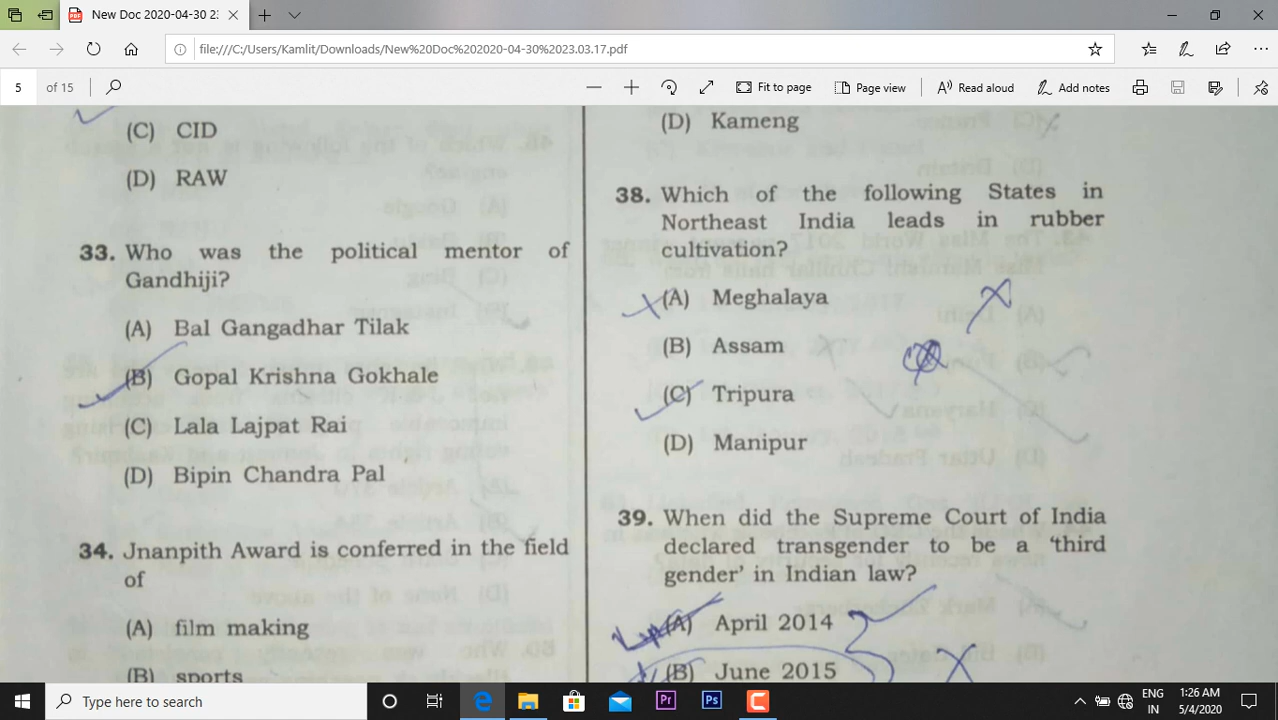 New Doc 2020-04-30 23
file:///C:/Users/Kamlit/Downloads/New%20Doc%202020-04-30%2023.03.17.pdf
5 of 15
Fit to page
Page view
Read aloud
Add notes
(C) CID
(D) RAW
33. Who was the political mentor of
Gandhiji?
(A) Bal Gangadhar Tilak
(B) Gopal Krishna Gokhale
(C) Lala Lajpat Rai
(D) Bipin Chandra Pal
34. Jnanpith Award is conferred in the field
of
(A) film making
(B) sports
(D) Kameng
38. Which of the following States in
Northeast India leads in rubber
cultivation?
(A) Meghalaya
(B) Assam
(C) Tripura
(D) Manipur
39. When did the Supreme Court of India
declared transgender to be a ‘third
gender’ in Indian law?
(A) April 2014
(B) June 2015
Type here to search
Pr
Ps
ENG
IN
1:26 AM
5/4/2020